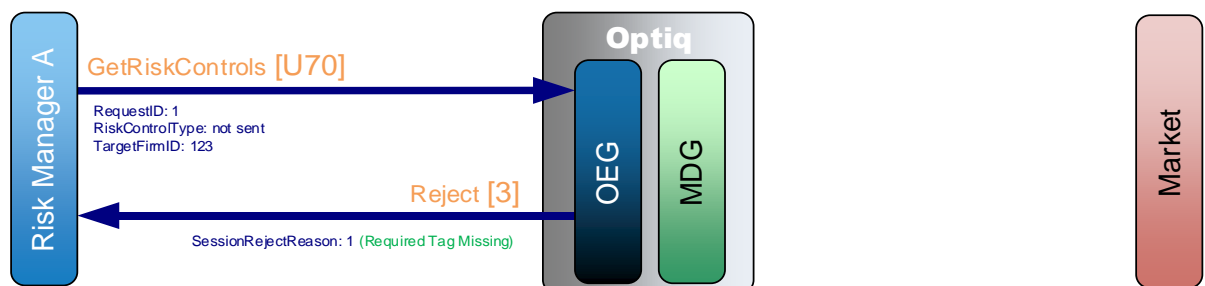 Optiq
Risk Manager A
GetRiskControls [U70]
RequestID: 1
RiskControlType: not sent
TargetFirmID: 123
OEG
MDG
Market
Reject [3]
SessionRejectReason: 1 (Required Tag Missing)